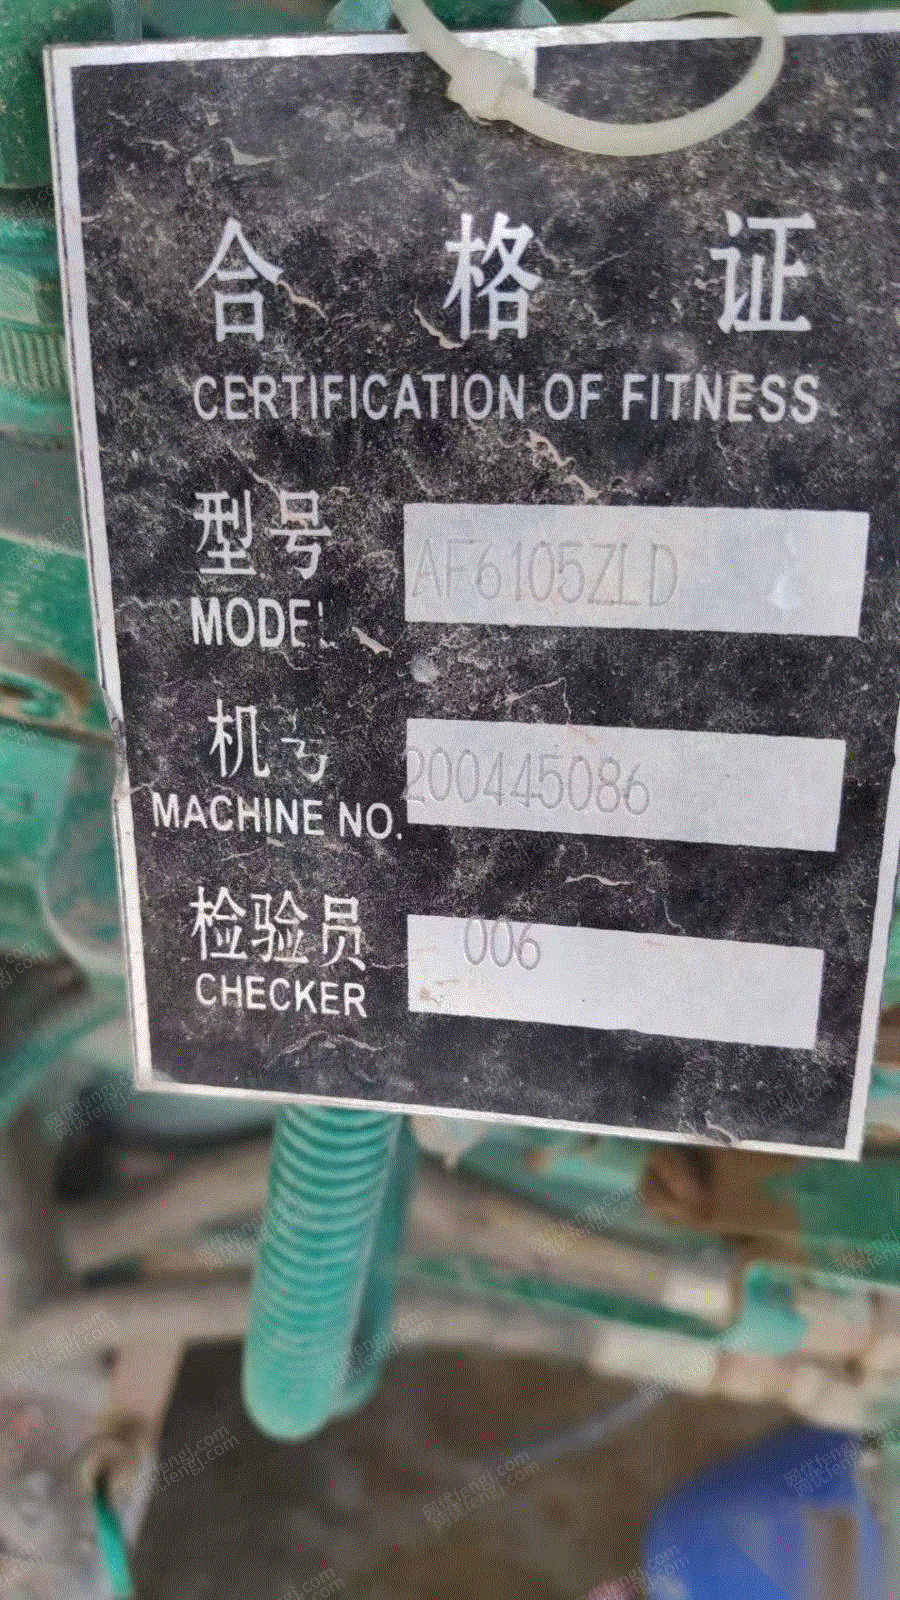 合格证
CERTIFICATION OF FITNESS
型号 AF6105ZLD
MODEL
机号 200445086
MACHINE NO.
检验员 006
CHECKER